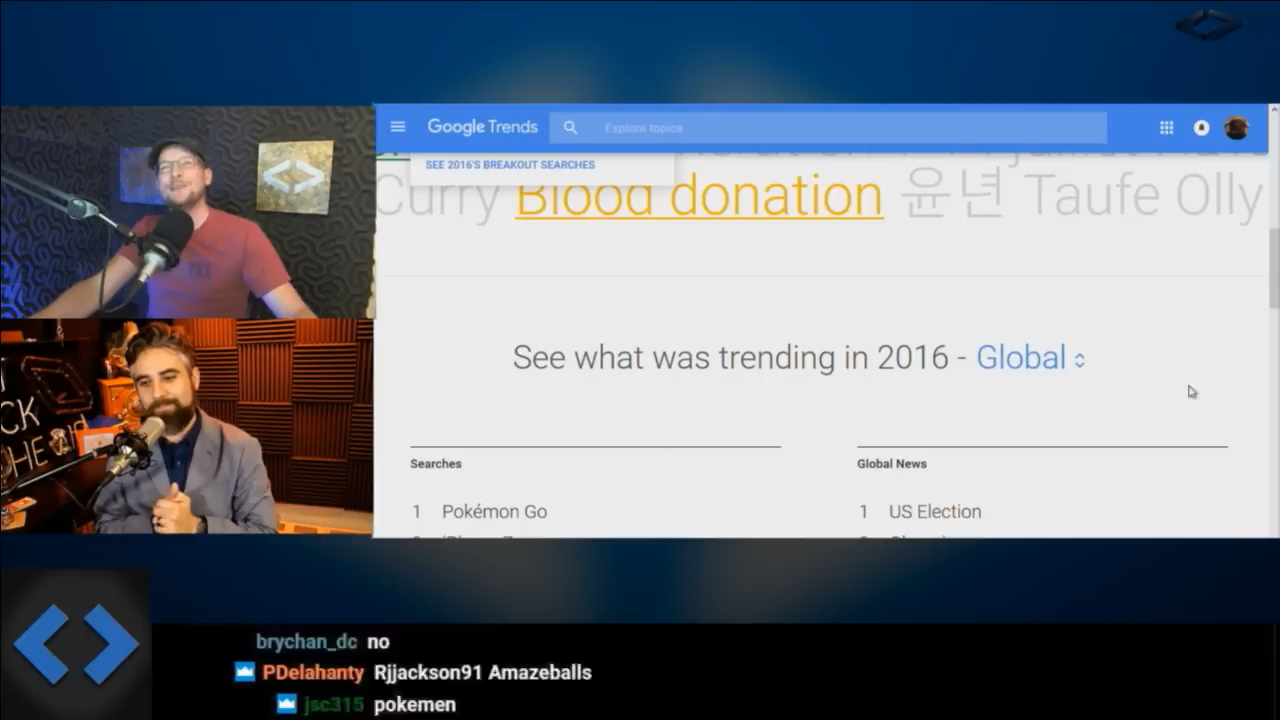 Google Trends
Explore topics
SEE 2016'S BREAKOUT SEARCHES
Curry Blood donation 윤년 Taufe Olly
See what was trending in 2016 - Global
Searches
Global News
1 Pokémon Go
1 US Election
CK
HE
brychan_dc no
PDelahanty Rjjackson91 Amazeballs
jsc315 pokemen